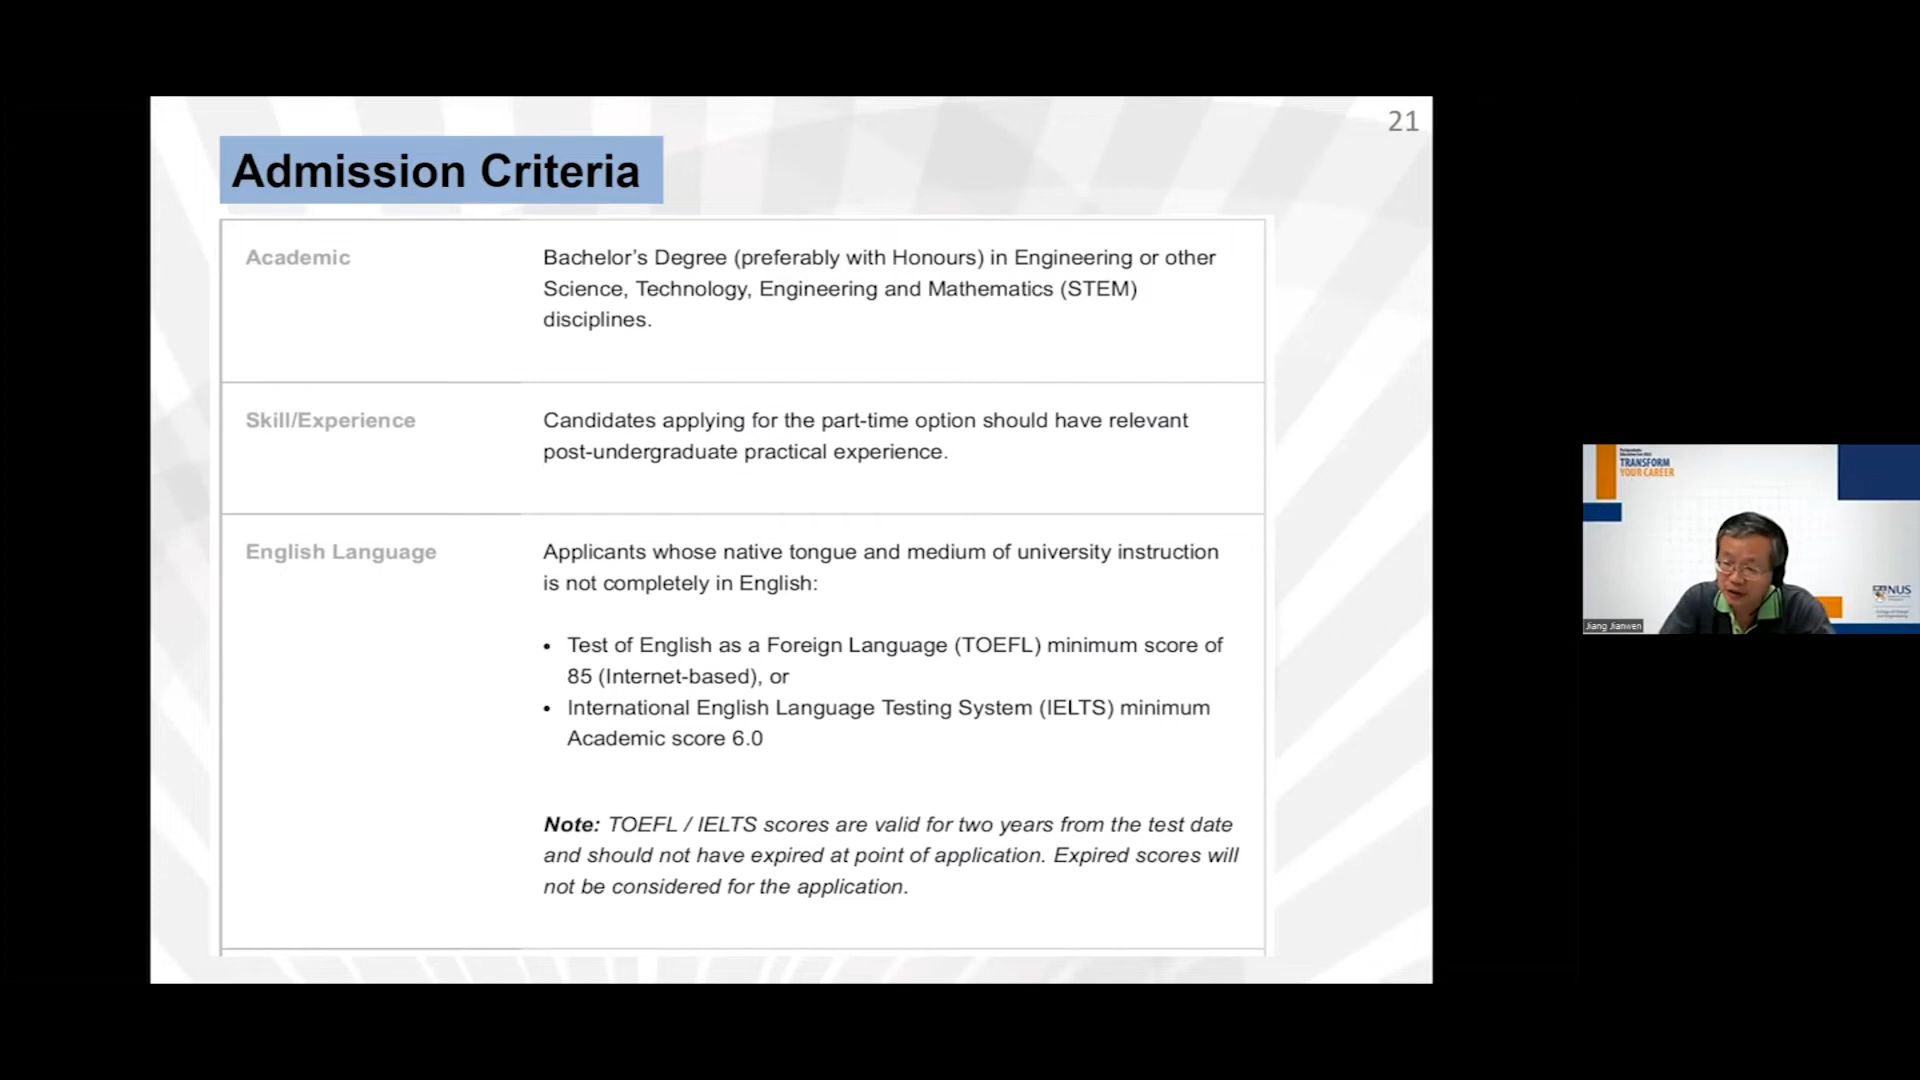 21
Admission Criteria
Academic
Bachelor’s Degree (preferably with Honours) in Engineering or other
Science, Technology, Engineering and Mathematics (STEM)
disciplines.
Skill/Experience
Candidates applying for the part-time option should have relevant
post-undergraduate practical experience.
English Language
Applicants whose native tongue and medium of university instruction
is not completely in English:
• Test of English as a Foreign Language (TOEFL) minimum score of
85 (Internet-based), or
• International English Language Testing System (IELTS) minimum
Academic score 6.0
Note: TOEFL / IELTS scores are valid for two years from the test date
and should not have expired at point of application. Expired scores will
not be considered for the application.
TRANSFORM
YOUR CAREER
NUS
Jiang Jianwen